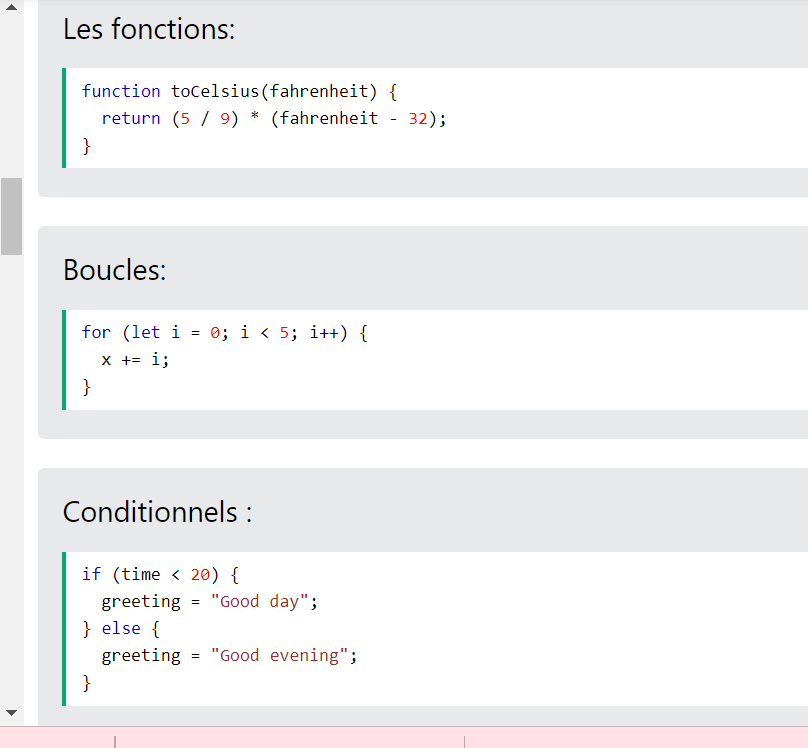 Les fonctions:
function toCelsius(fahrenheit) {
  return (5 / 9) * (fahrenheit - 32);
}
Boucles:
for (let i = 0; i < 5; i++) {
  x += i;
}
Conditionnels :
if (time < 20) {
  greeting = "Good day";
} else {
  greeting = "Good evening";
}